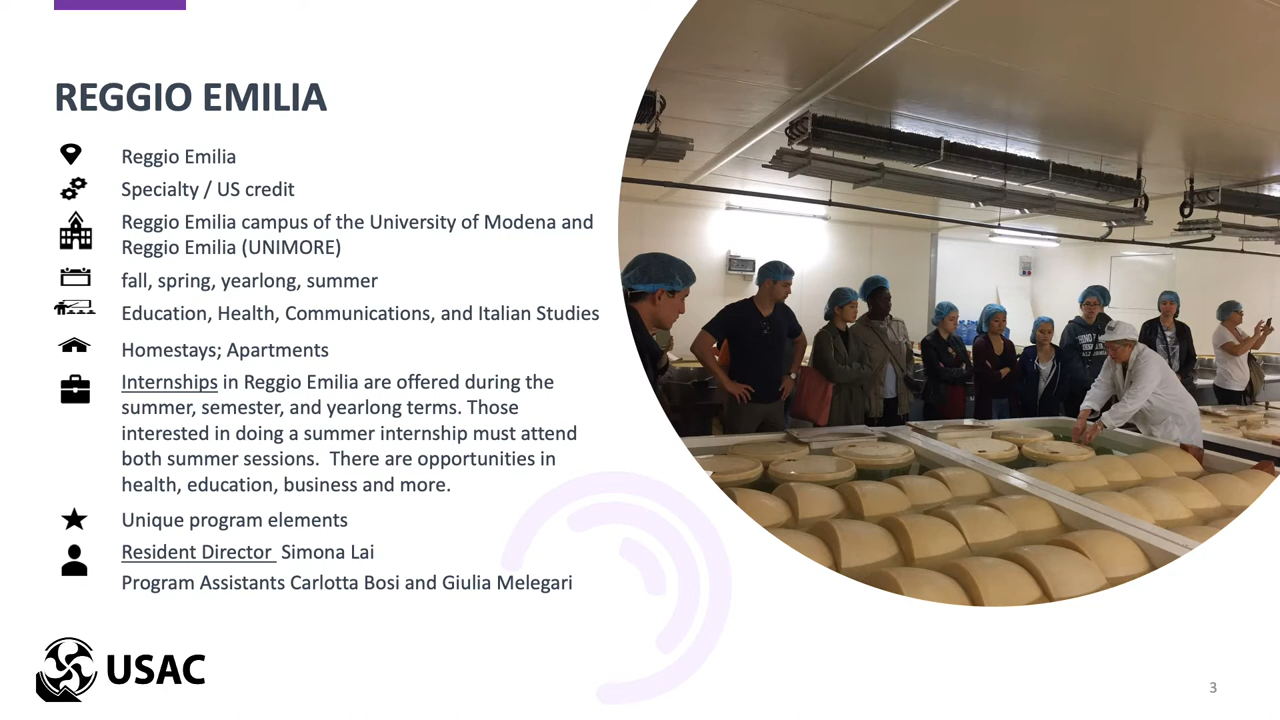 REGGIO EMILIA
Reggio Emilia
Specialty / US credit
Reggio Emilia campus of the University of Modena and
Reggio Emilia (UNIMORE)
fall, spring, yearlong, summer
Education, Health, Communications, and Italian Studies
Homestays; Apartments
Internships in Reggio Emilia are offered during the
summer, semester, and yearlong terms. Those
interested in doing a summer internship must attend
both summer sessions. There are opportunities in
health, education, business and more.
Unique program elements
Resident Director Simona Lai
Program Assistants Carlotta Bosi and Giulia Melegari
USAC
3